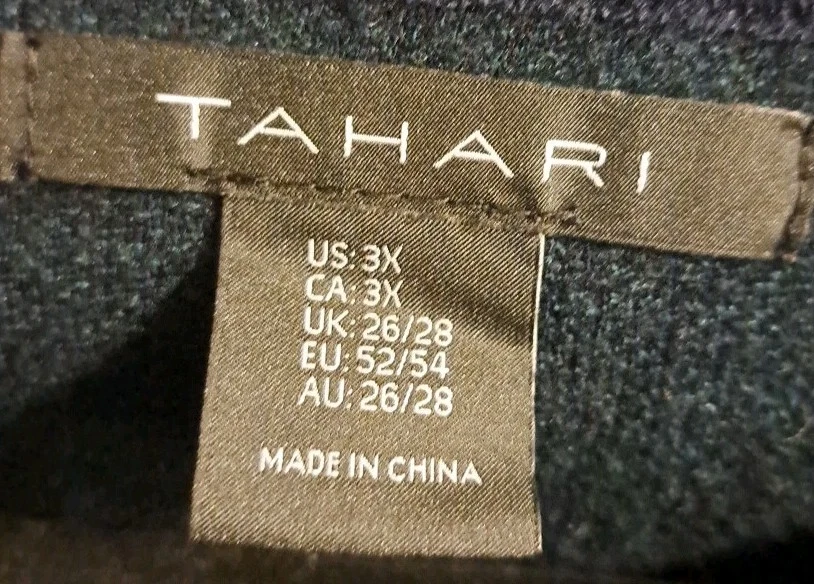 TAHARI
US: 3X
CA: 3X
UK: 26/28
EU: 52/54
AU: 26/28
MADE IN CHINA